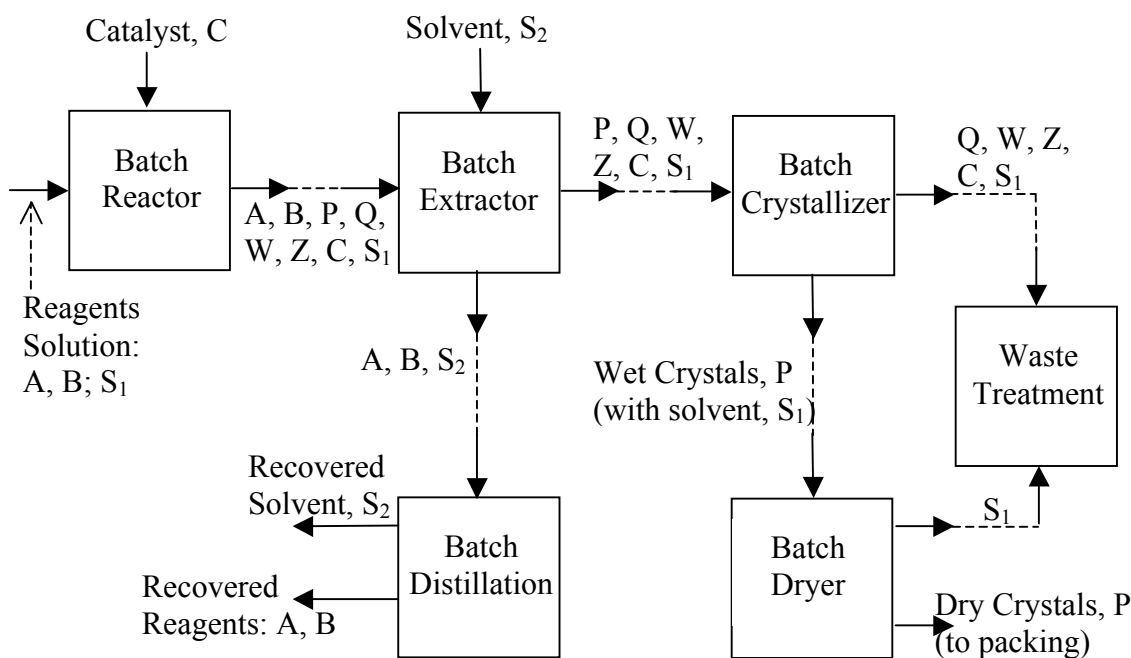 Catalyst, C
Solvent, S₂
Batch
Reactor
Batch
Extractor
P, Q, W,
Z, C, S₁
Batch
Crystallizer
Q, W, Z,
C, S₁
A, B, P, Q,
W, Z, C, S₁
Reagents
Solution:
A, B; S₁
A, B, S₂
Wet Crystals, P
(with solvent, S₁)
Waste
Treatment
Recovered
Solvent, S₂
Batch
Distillation
Recovered
Reagents: A, B
Batch
Dryer
S₁
Dry Crystals, P
(to packing)